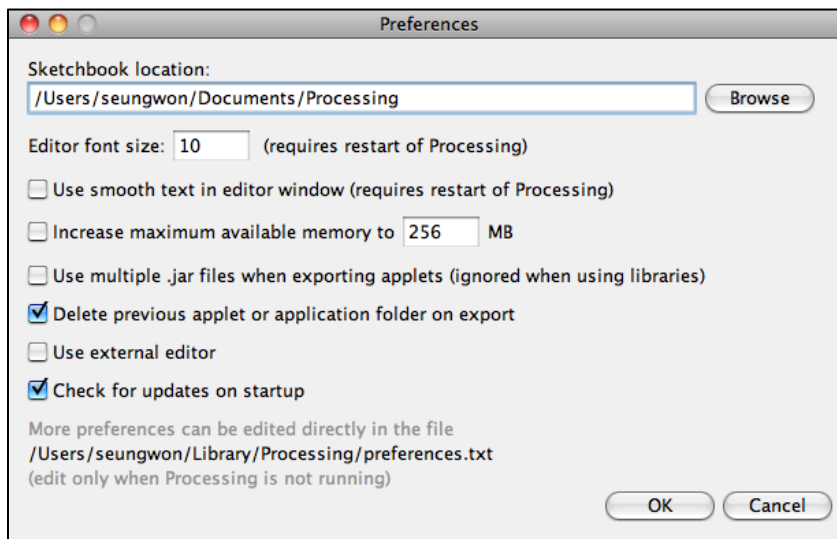 Preferences
Sketchbook location:
/Users/seungwon/Documents/Processing Browse
Editor font size: 10 (requires restart of Processing)
Use smooth text in editor window (requires restart of Processing)
Increase maximum available memory to 256 MB
Use multiple .jar files when exporting applets (ignored when using libraries)
Delete previous applet or application folder on export
Use external editor
Check for updates on startup
More preferences can be edited directly in the file
/Users/seungwon/Library/Processing/preferences.txt
(edit only when Processing is not running)
OK Cancel